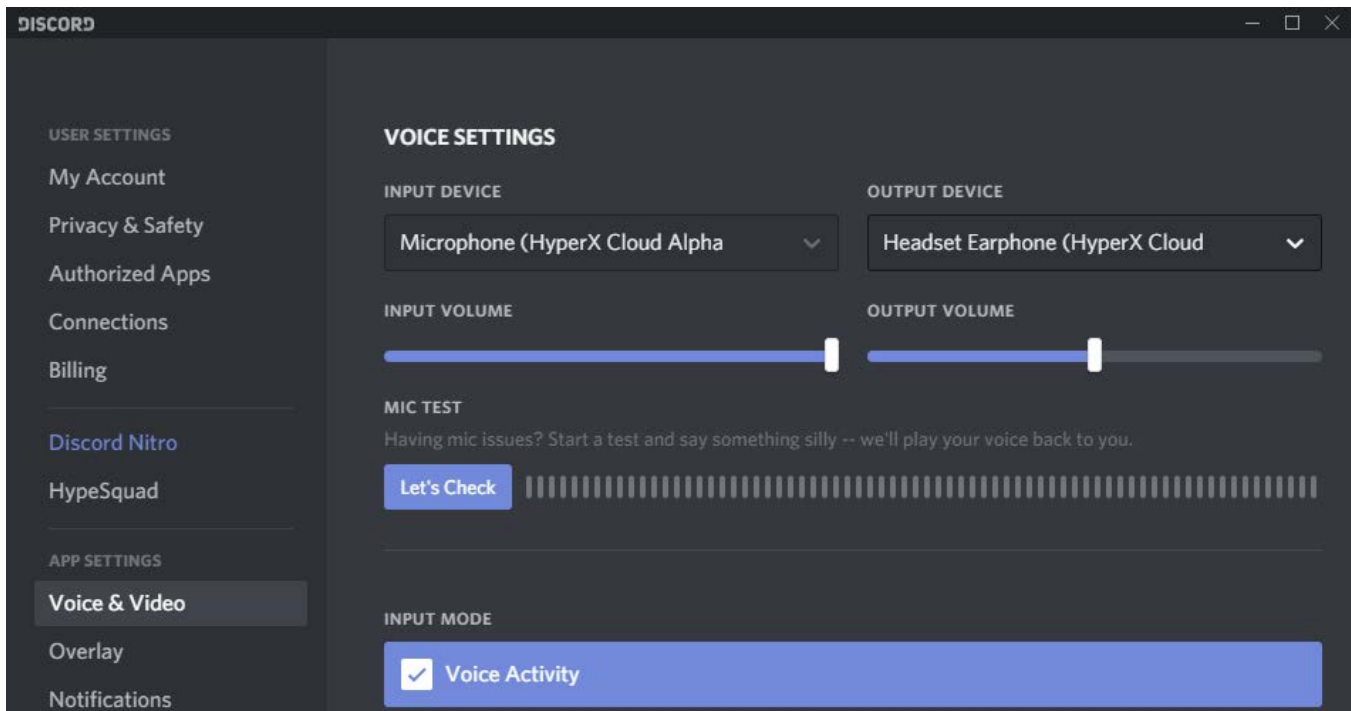 DISCORD
USER SETTINGS
My Account
Privacy & Safety
Authorized Apps
Connections
Billing
Discord Nitro
HypeSquad
APP SETTINGS
Voice & Video
Overlay
Notifications
VOICE SETTINGS
INPUT DEVICE
Microphone (HyperX Cloud Alpha
OUTPUT DEVICE
Headset Earphone (HyperX Cloud
INPUT VOLUME
OUTPUT VOLUME
MIC TEST
Having mic issues? Start a test and say something silly -- we'll play your voice back to you.
Let's Check
INPUT MODE
Voice Activity